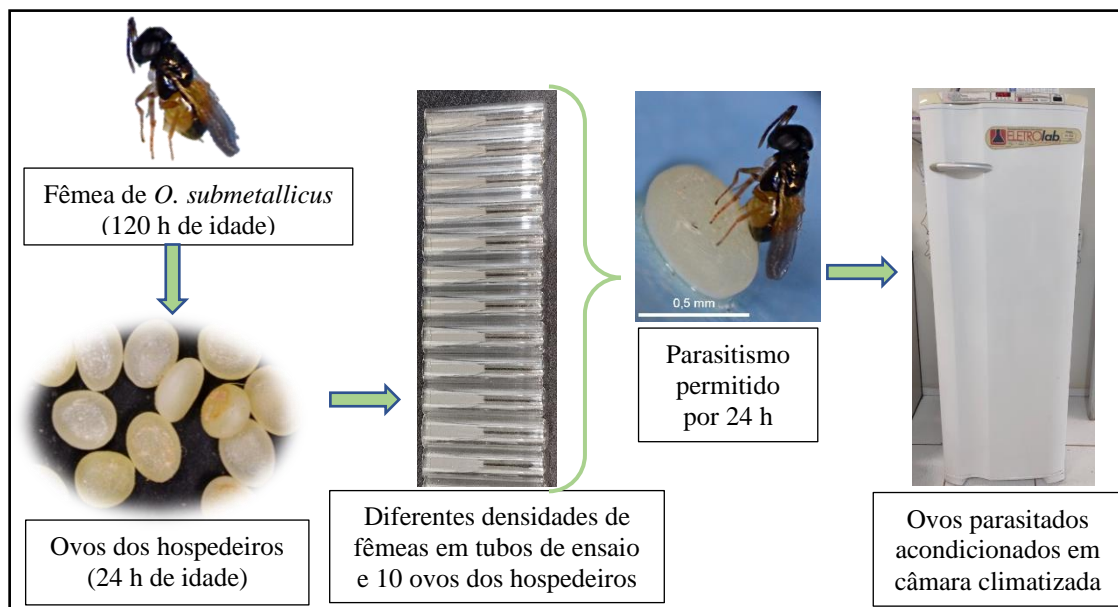 Fêmea de O. submetallicus
(120 h de idade)
Ovos dos hospedeiros
(24 h de idade)
Diferentes densidades de
fêmeas em tubos de ensaio
e 10 ovos dos hospedeiros
0,5 mm
Parasitismo
permitido
por 24 h
ELETROlab
Ovos parasitados
acondicionados em
câmara climatizada